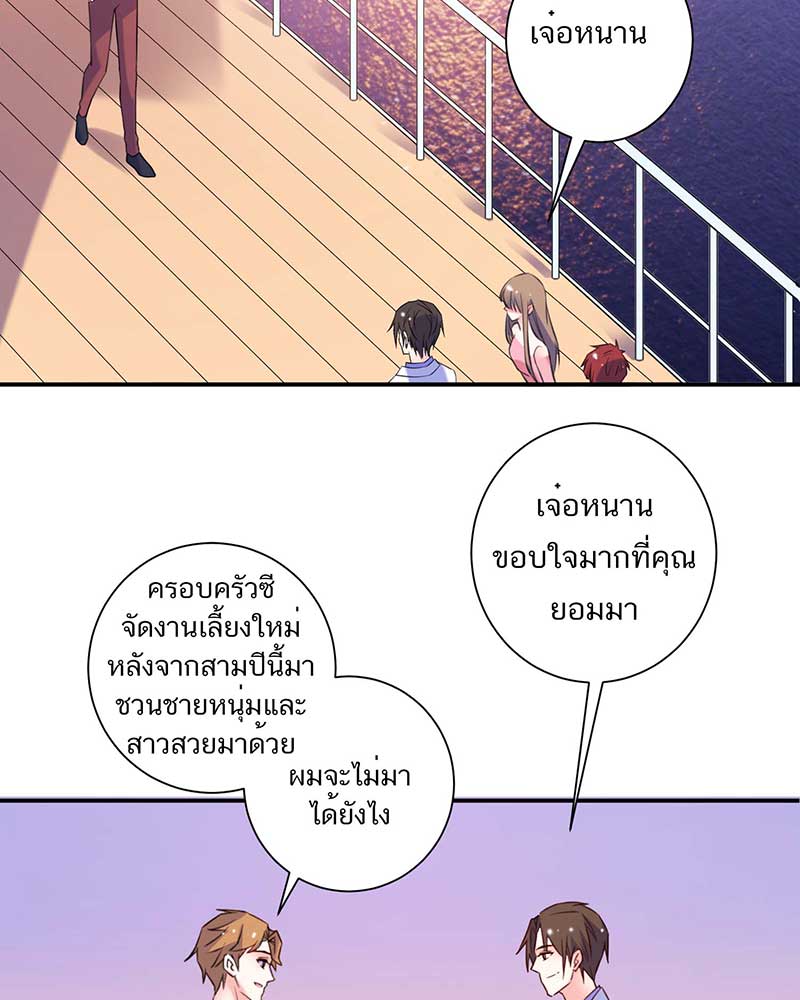 เจ๋อหนาน
เจ๋อหนาน
ขอบใจมากที่คุณ
ยอมมา
ครอบครัวซี
จัดงานเลี้ยงใหม่
หลังจากสามปีนี้มา
ชวนชายหนุ่มและ
สาวสวยมาด้วย
ผมจะไม่มา
ได้ยังไง